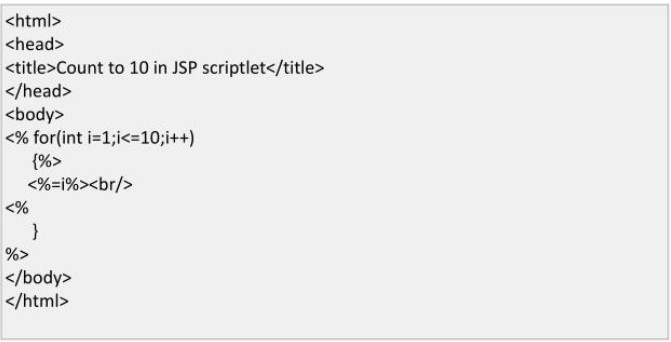 <html>
<head>
<title>Count to 10 in JSP scriptlet</title>
</head>
<body>
<% for(int i=1;i<=10;i++)
{%>
<%=i%><br/>
<%
}
%>
</body>
</html>